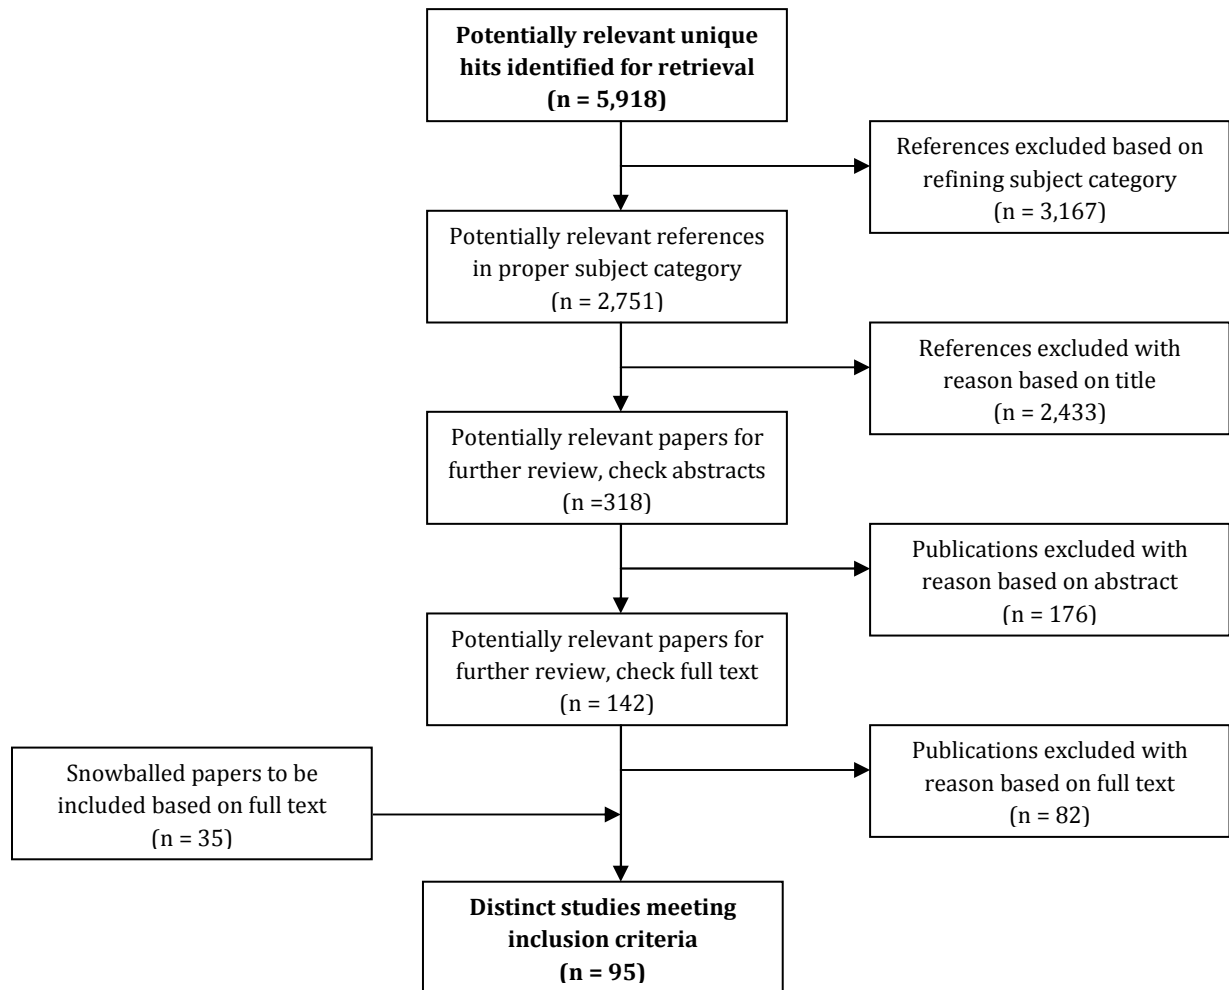 Potentially relevant unique
hits identified for retrieval
(n = 5,918)
References excluded based on
refining subject category
(n = 3,167)
Potentially relevant references
in proper subject category
(n = 2,751)
References excluded with
reason based on title
(n = 2,433)
Potentially relevant papers for
further review, check abstracts
(n =318)
Publications excluded with
reason based on abstract
(n = 176)
Potentially relevant papers for
further review, check full text
(n = 142)
Snowballed papers to be
included based on full text
(n = 35)
Publications excluded with
reason based on full text
(n = 82)
Distinct studies meeting
inclusion criteria
(n = 95)